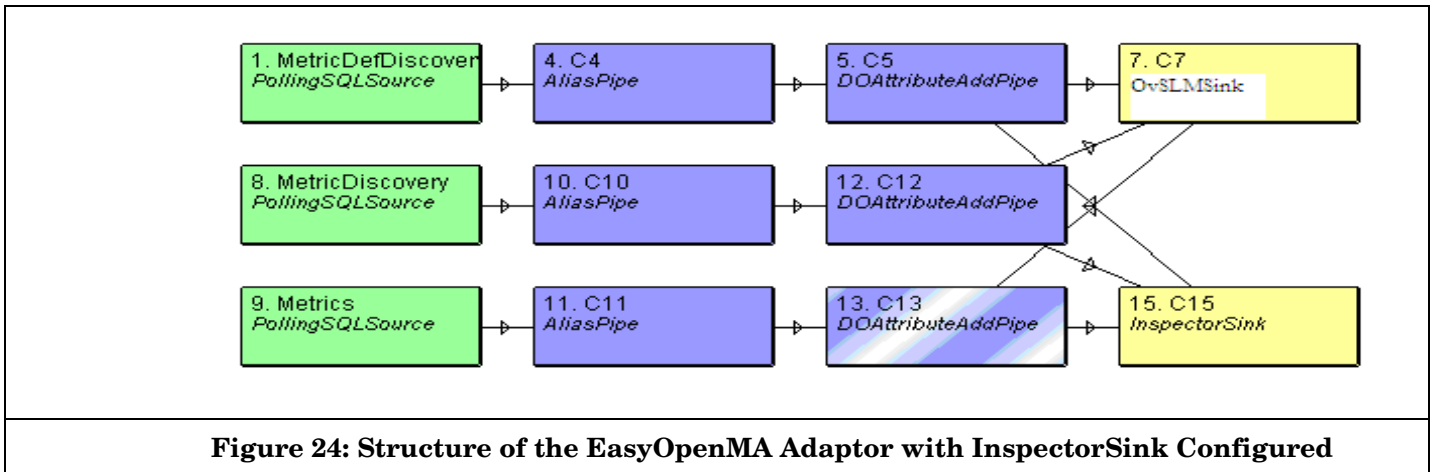 1. MetricDefDiscover
PollingSQLSource
4. C4
AliasPipe
5. C5
DOAttributeAddPipe
7. C7
OvSLMSink
8. MetricDiscovery
PollingSQLSource
10. C10
AliasPipe
12. C12
DOAttributeAddPipe
9. Metrics
PollingSQLSource
11. C11
AliasPipe
13. C13
DOAttributeAddPipe
15. C15
InspectorSink
Figure 24: Structure of the EasyOpenMA Adaptor with InspectorSink Configured